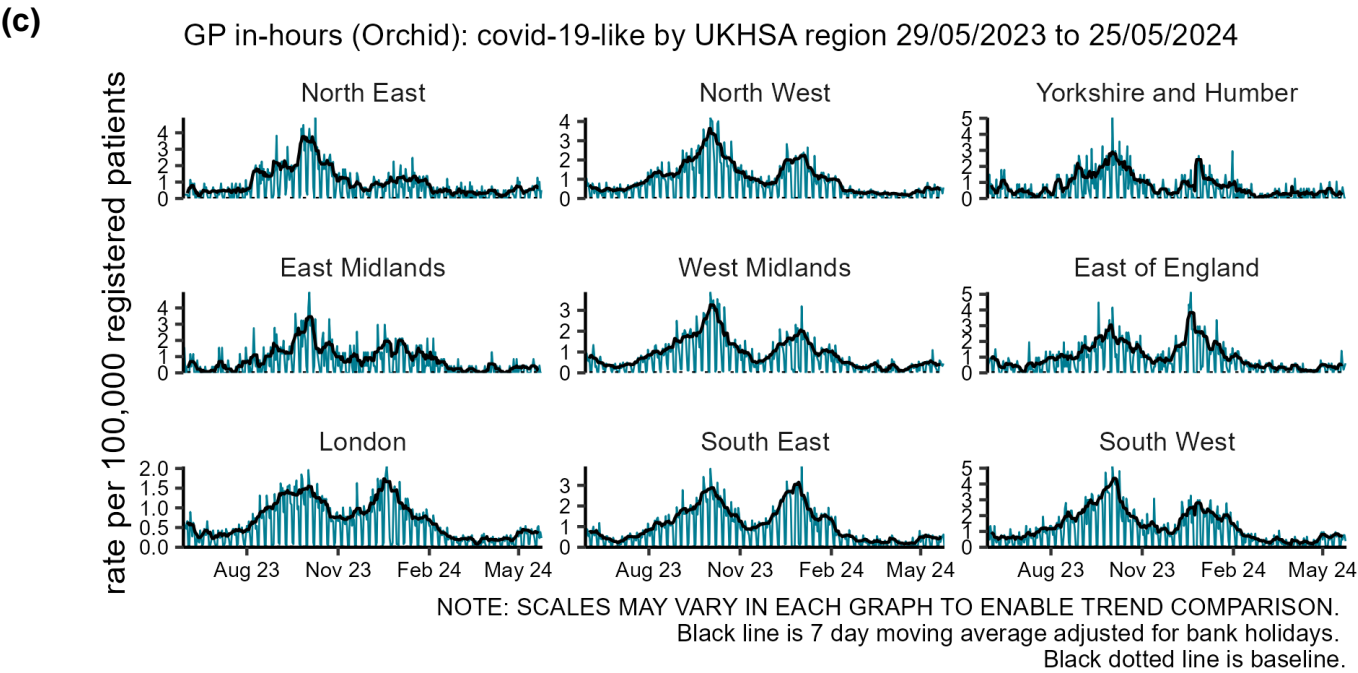 (c)
GP in-hours (Orchid): covid-19-like by UKHSA region 29/05/2023 to 25/05/2024
rate per 100,000 registered patients
North East
4
3
2
1
0
North West
4
3
2
1
0
Yorkshire and Humber
5
4
3
2
1
0
East Midlands
4
3
2
1
0
West Midlands
3
2
1
0
East of England
5
4
3
2
1
0
London
2.0
1.5
1.0
0.5
0.0
South East
3
2
1
0
South West
5
4
3
2
1
0
Aug 23 Nov 23 Feb 24 May 24
Aug 23 Nov 23 Feb 24 May 24
Aug 23 Nov 23 Feb 24 May 24
NOTE: SCALES MAY VARY IN EACH GRAPH TO ENABLE TREND COMPARISON.
Black line is 7 day moving average adjusted for bank holidays.
Black dotted line is baseline.